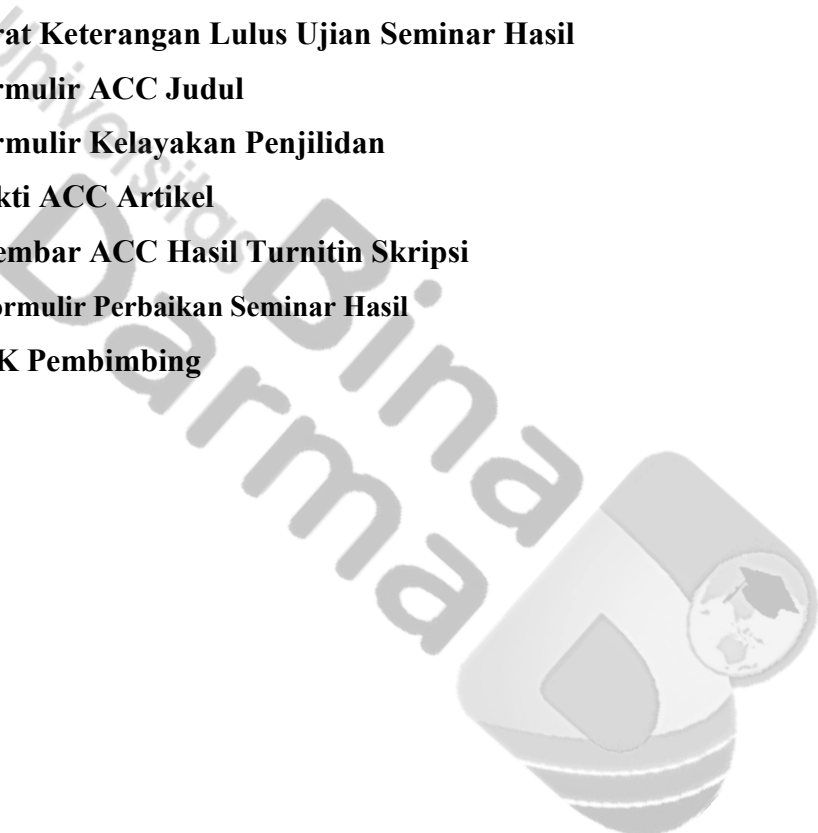 rat Keterangan Lulus Ujian Seminar Hasil
rmulir ACC Judul
rmulir Kelayakan Penjilidan
kti ACC Artikel
embar ACC Hasil Turnitin Skripsi
ormulir Perbaikan Seminar Hasil
K Pembimbing
Universitas
Bina
Darma